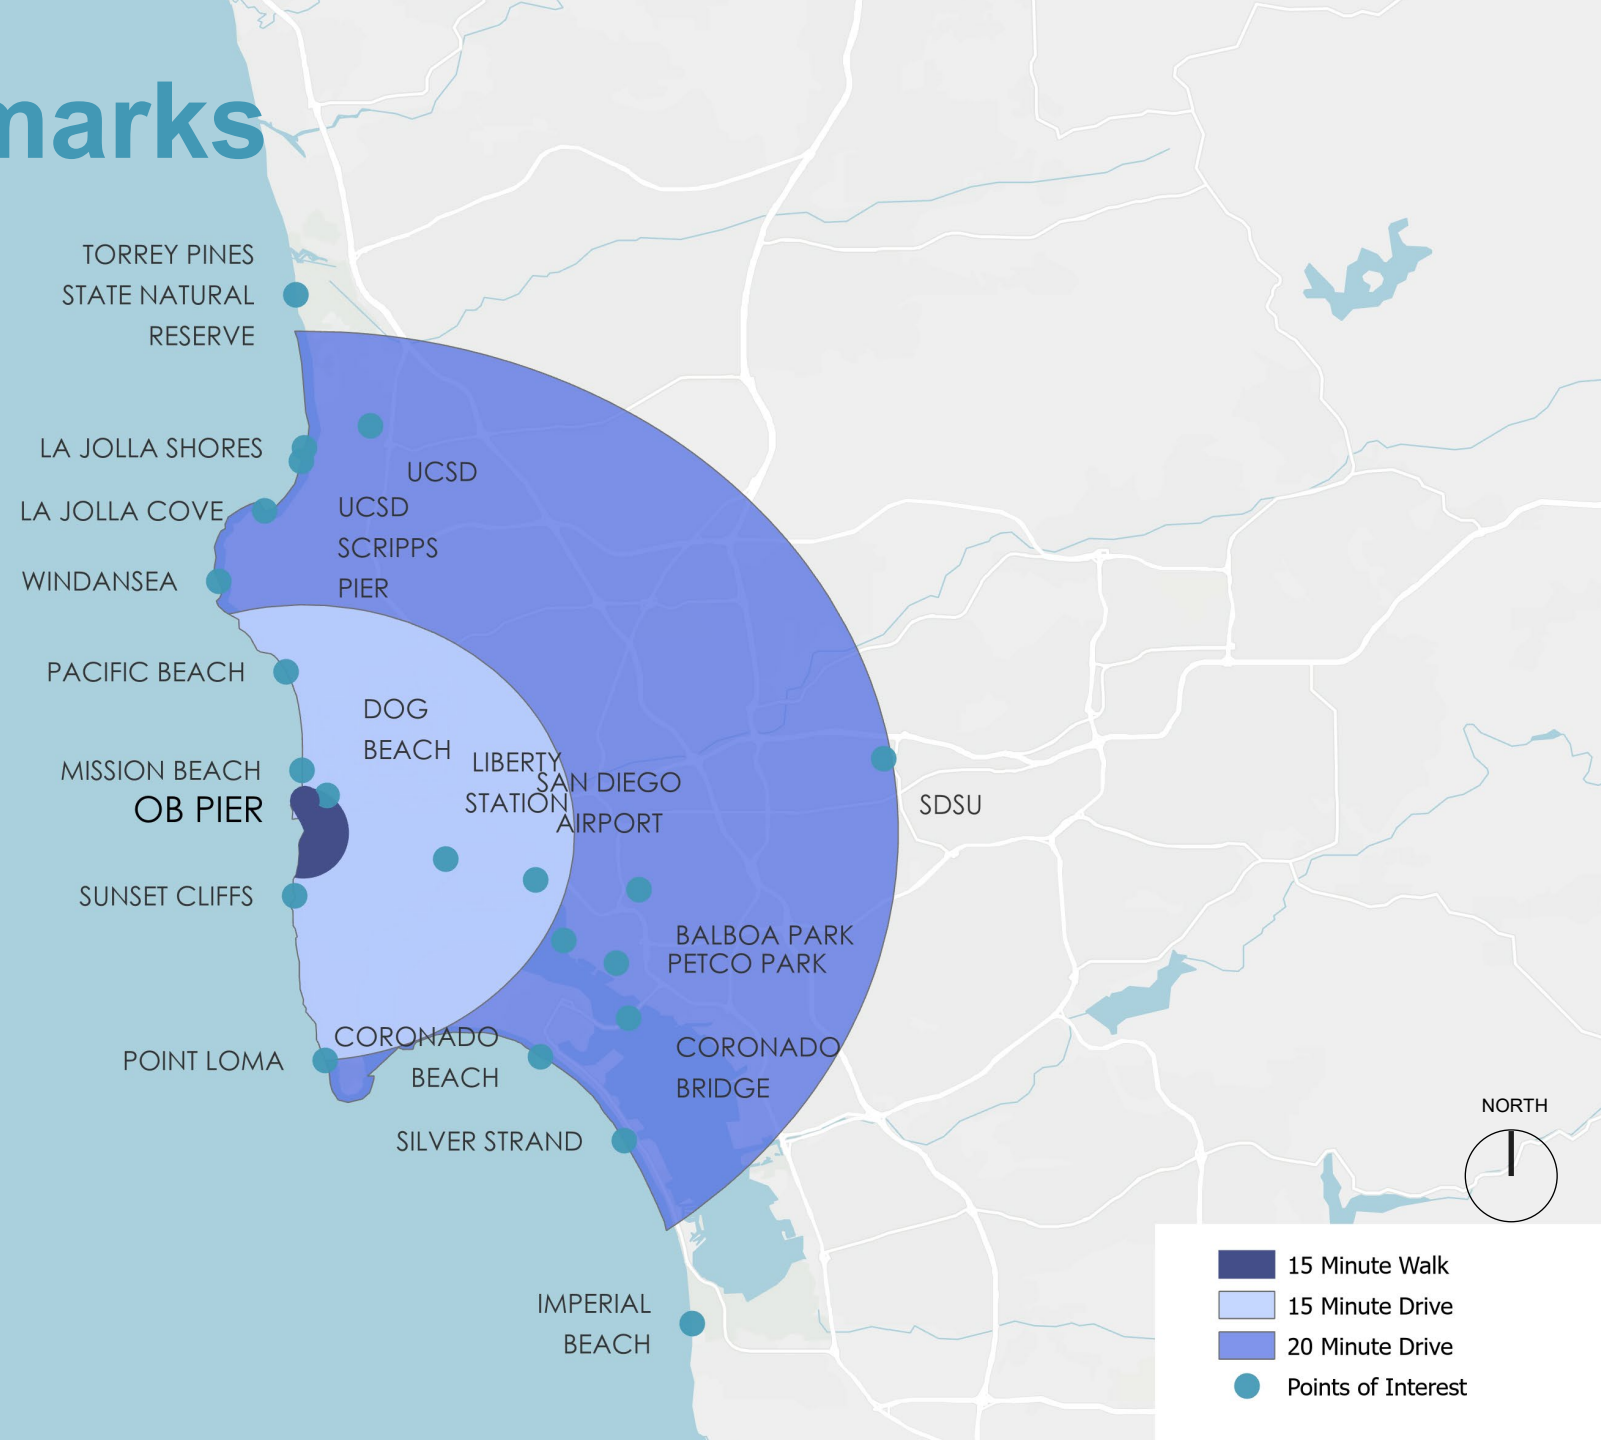 marks
TORREY PINES
STATE NATURAL
RESERVE
LA JOLLA SHORES
UCSD
LA JOLLA COVE
UCSD
SCRIPPS
PIER
WINDANSEA
PACIFIC BEACH
DOG
BEACH
LIBERTY
STATION
SAN DIEGO
AIRPORT
MISSION BEACH
OB PIER
SDSU
SUNSET CLIFFS
BALBOA PARK
PETCO PARK
CORONADO
BEACH
CORONADO
BRIDGE
POINT LOMA
SILVER STRAND
IMPERIAL
BEACH
NORTH
15 Minute Walk
15 Minute Drive
20 Minute Drive
Points of Interest